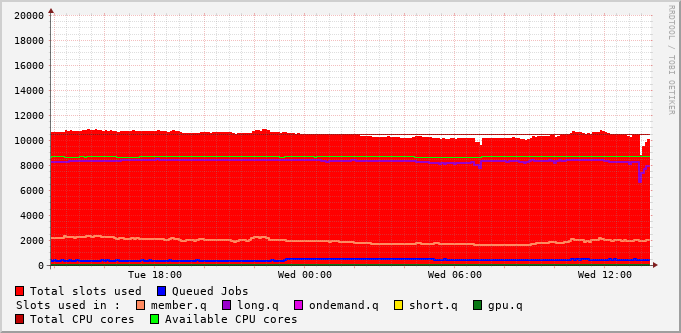 20000
18000
16000
14000
12000
10000
8000
6000
4000
2000
0
Tue 18:00 Wed 00:00 Wed 06:00 Wed 12:00
Total slots used Queued Jobs
Slots used in : member.q long.q ondemand.q short.q gpu.q
Total CPU cores Available CPU cores
RRDTOOL / TOBI OETIKER